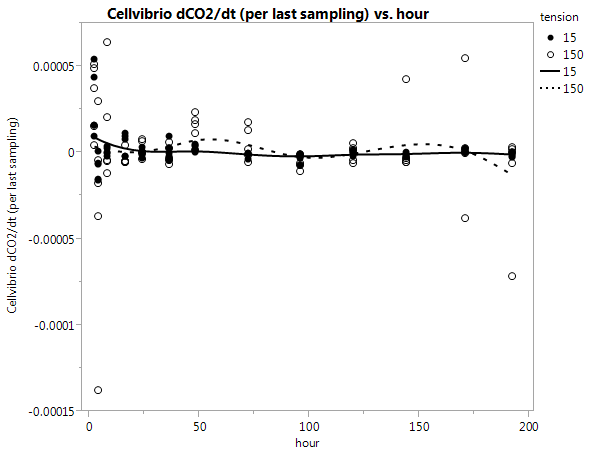 Cellvibrio dCO2/dt (per last sampling) vs. hour
tension
15
150
15
150
Cellvibrio dCO2/dt (per last sampling)
0.00005
0
-0.00005
-0.0001
-0.00015
0 50 100 150 200
hour